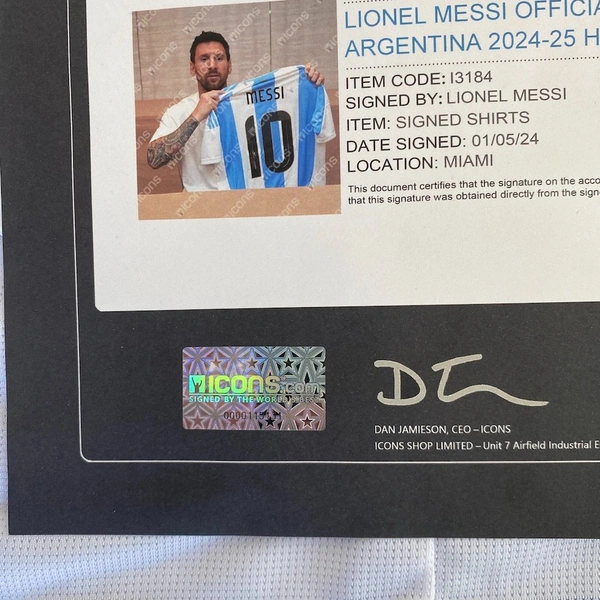 LIONEL MESSI OFFICIA
ARGENTINA 2024-25 H
ITEM CODE: I3184
SIGNED BY: LIONEL MESSI
ITEM: SIGNED SHIRTS
DATE SIGNED: 01/05/24
LOCATION: MIAMI
This document certifies that the signature on the acco
that this signature was obtained directly from the sign
MESSI
10
ICONS.com
SIGNED BY THE WORLD'S BEST
DAN JAMIESON, CEO – ICONS
ICONS SHOP LIMITED – Unit 7 Airfield Industrial E